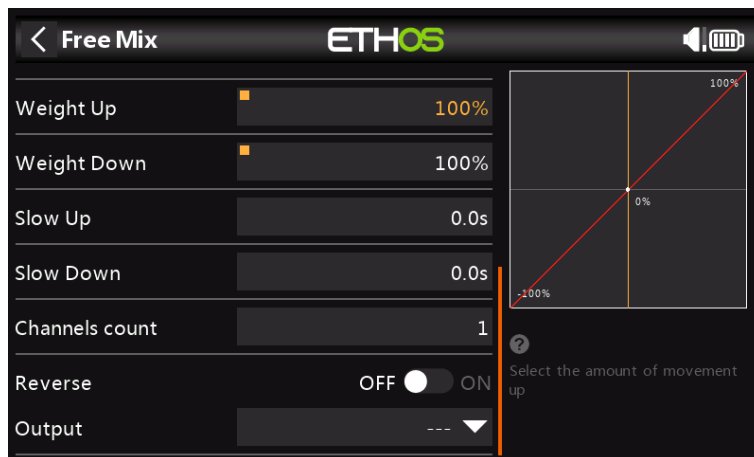 Free Mix
ETHOS
Weight Up
100%
Weight Down
100%
Slow Up
0.0s
Slow Down
0.0s
Channels count
1
Reverse
OFF ON
Output
---
100%
0%
-100%
?
Select the amount of movement
up